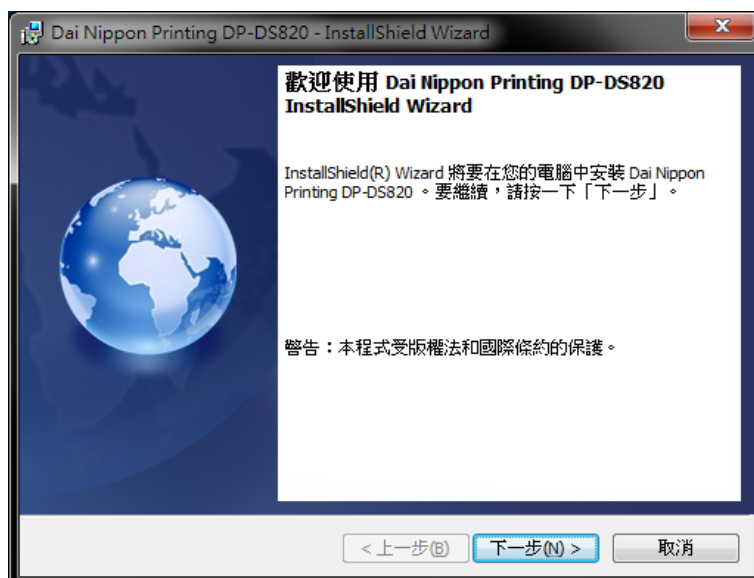 Dai Nippon Printing DP-DS820 - InstallShield Wizard
歡迎使用 Dai Nippon Printing DP-DS820
InstallShield Wizard
InstallShield(R) Wizard 將要在您的電腦中安裝 Dai Nippon
Printing DP-DS820 。要繼續，請按一下「下一步」。
警告：本程式受版權法和國際條約的保護。
< 上一步(B)
下一步(N) >
取消